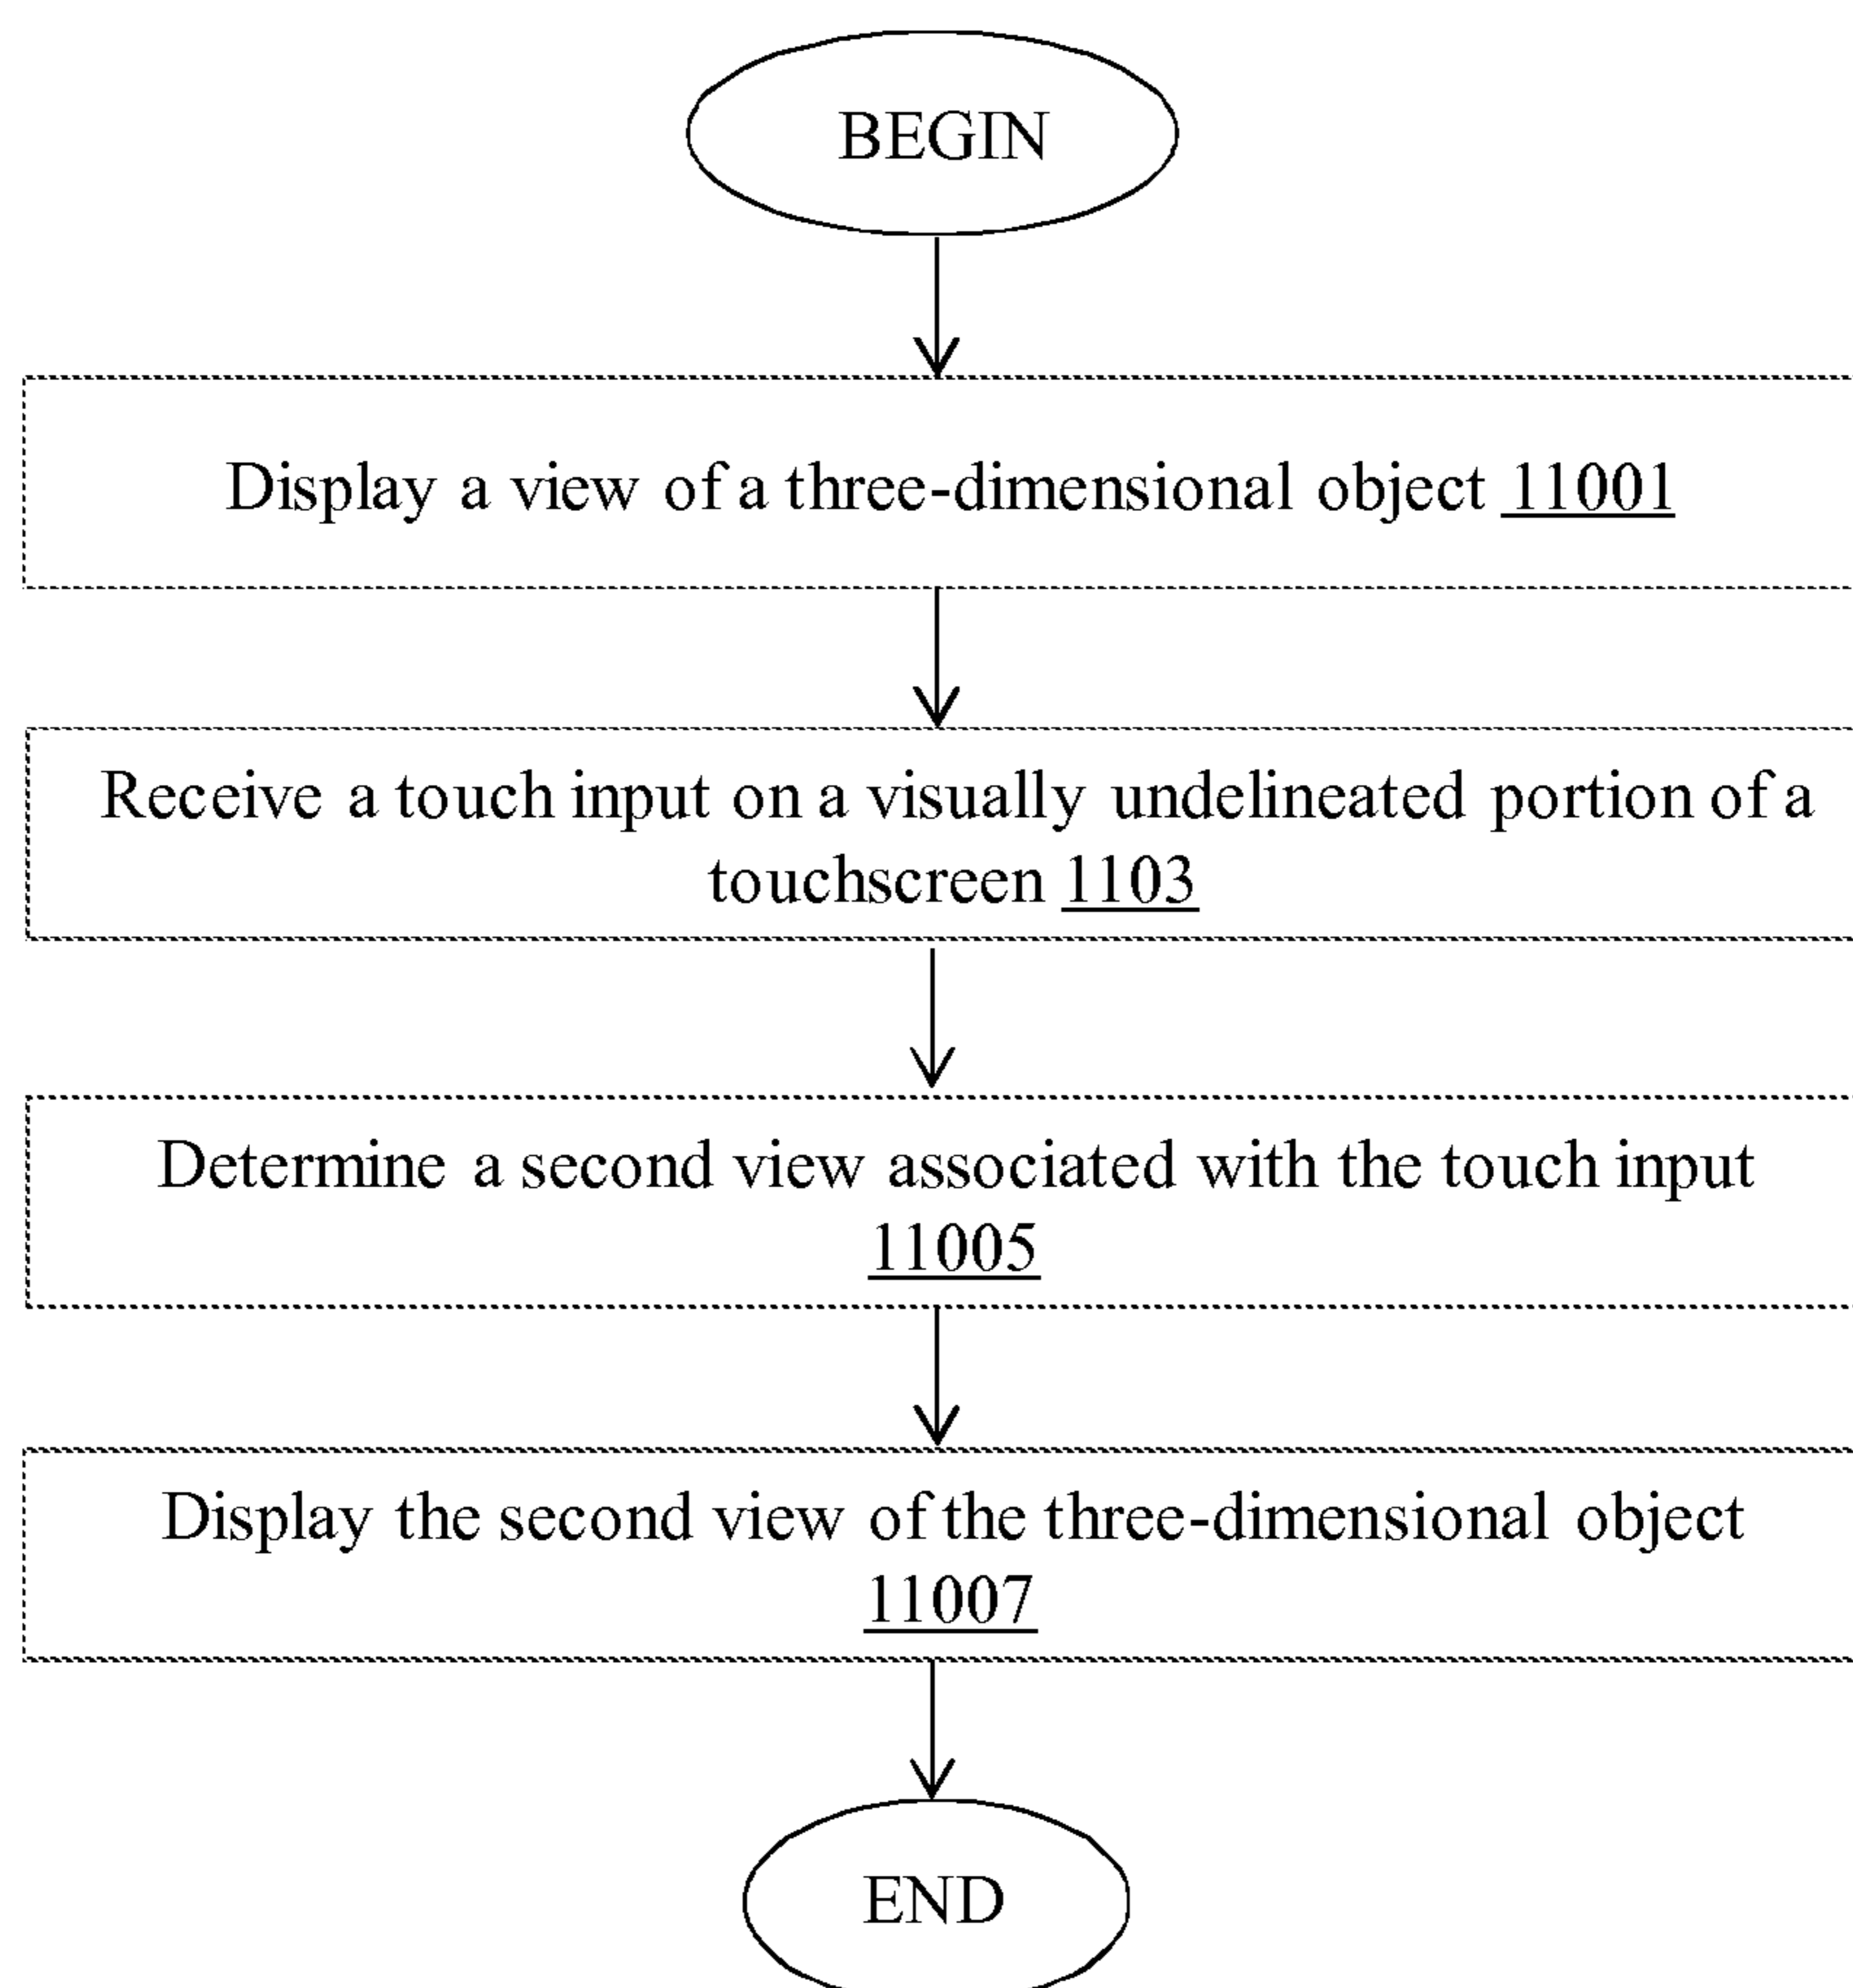 BEGIN
Display a view of a three-dimensional object 11001
Receive a touch input on a visually undelineated portion of a
touchscreen 1103
Determine a second view associated with the touch input
11005
Display the second view of the three-dimensional object
11007
END